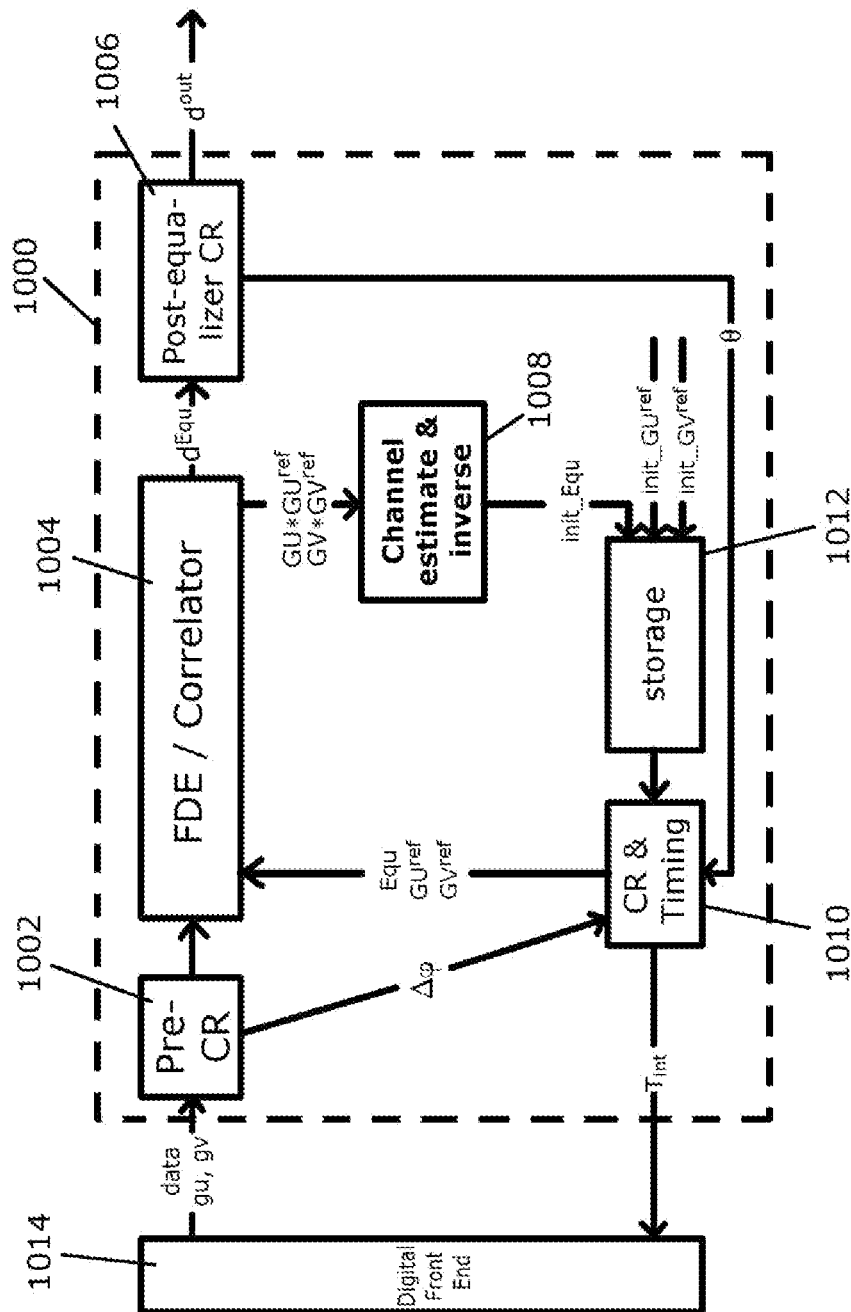 1000
1006
1004
1002
1014
Post-equa-
lizer CR
d^out
d^Equ
FDE / Correlator
Pre-
CR
data
gu, gv
Digital
Front
End
GU*GU^ref
GV*GV^ref
Channel
estimate &
inverse
1008
init_Equ
init_GU^ref
init_GV^ref
θ
storage
1012
Equ
GU^ref
GV^ref
CR &
Timing
1010
Δφ
τ_int